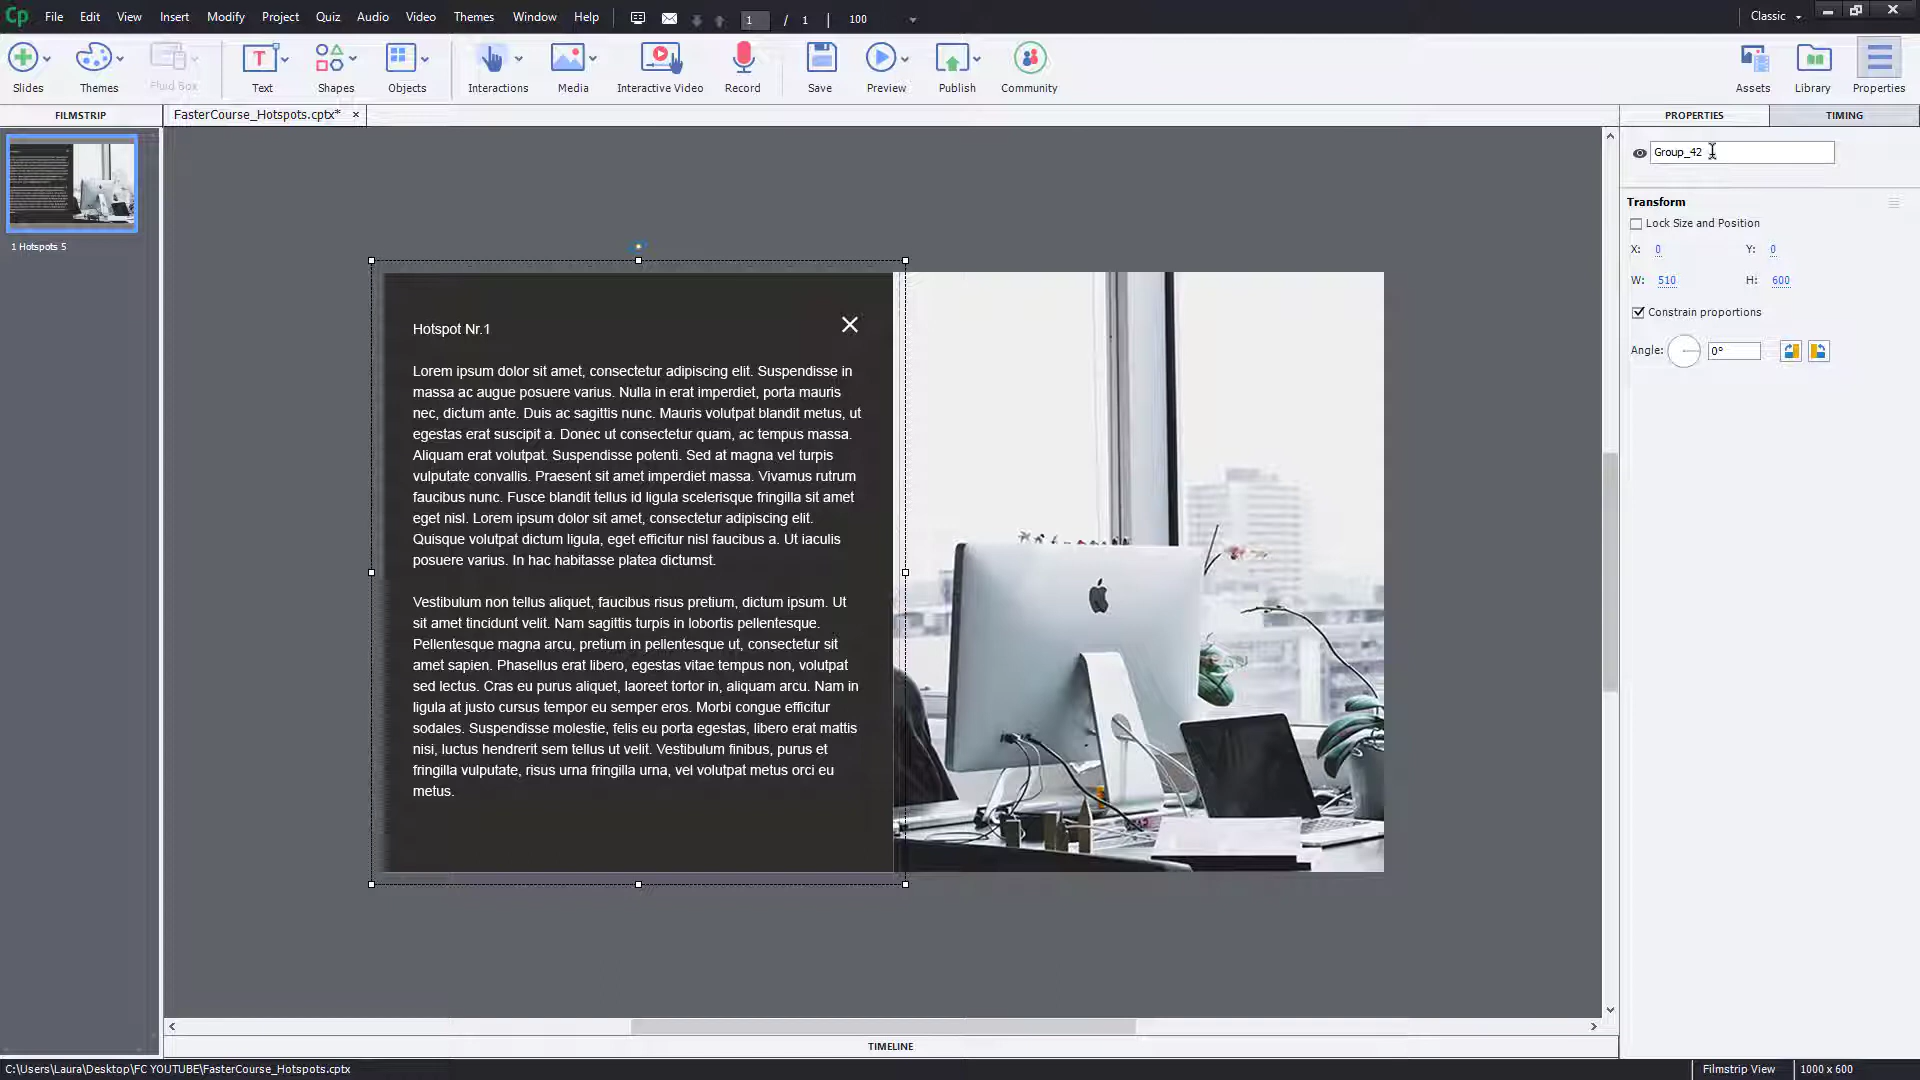 Cp File Edit View Insert Modify Project Quiz Audio Video Themes Window Help 1 / 1 100 Classic
Slides Themes Fluid Box Text Shapes Objects Interactions Media Interactive Video Record Save Preview Publish Community Assets Library Properties
FILMSTRIP FasterCourse_Hotspots.cptx* PROPERTIES TIMING
Group_42
1 Hotspots 5
Transform
Lock Size and Position
X: 0 Y: 0
W: 510 H: 600
Constrain proportions
Angle: 0°
Hotspot Nr.1
Lorem ipsum dolor sit amet, consectetur adipiscing elit. Suspendisse in
massa ac augue posuere varius. Nulla in erat imperdiet, porta mauris
nec, dictum ante. Duis ac sagittis nunc. Mauris volutpat blandit metus, ut
egestas erat suscipit a. Donec ut consectetur quam, ac tempus massa.
Aliquam erat volutpat. Suspendisse potenti. Sed at magna vel turpis
vulputate convallis. Praesent sit amet imperdiet massa. Vivamus rutrum
faucibus nunc. Fusce blandit tellus id ligula scelerisque fringilla sit amet
eget nisl. Lorem ipsum dolor sit amet, consectetur adipiscing elit.
Quisque volutpat dictum ligula, eget efficitur nisl faucibus a. Ut iaculis
posuere varius. In hac habitasse platea dictumst.
Vestibulum non tellus aliquet, faucibus risus pretium, dictum ipsum. Ut
sit amet tincidunt velit. Nam sagittis turpis in lobortis pellentesque.
Pellentesque magna arcu, pretium in pellentesque ut, consectetur sit
amet sapien. Phasellus erat libero, egestas vitae tempus non, volutpat
sed lectus. Cras eu purus aliquet, laoreet tortor in, aliquam arcu. Nam in
ligula at justo cursus tempor eu semper eros. Morbi congue efficitur
sodales. Suspendisse molestie, felis eu porta egestas, libero erat mattis
nisi, luctus hendrerit sem tellus ut velit. Vestibulum finibus, purus et
fringilla vulputate, risus urna fringilla urna, vel volutpat metus orci eu
metus.
TIMELINE
C:\Users\Laura\Desktop\FC YOUTUBE\FasterCourse_Hotspots.cptx Filmstrip View 1000 x 600